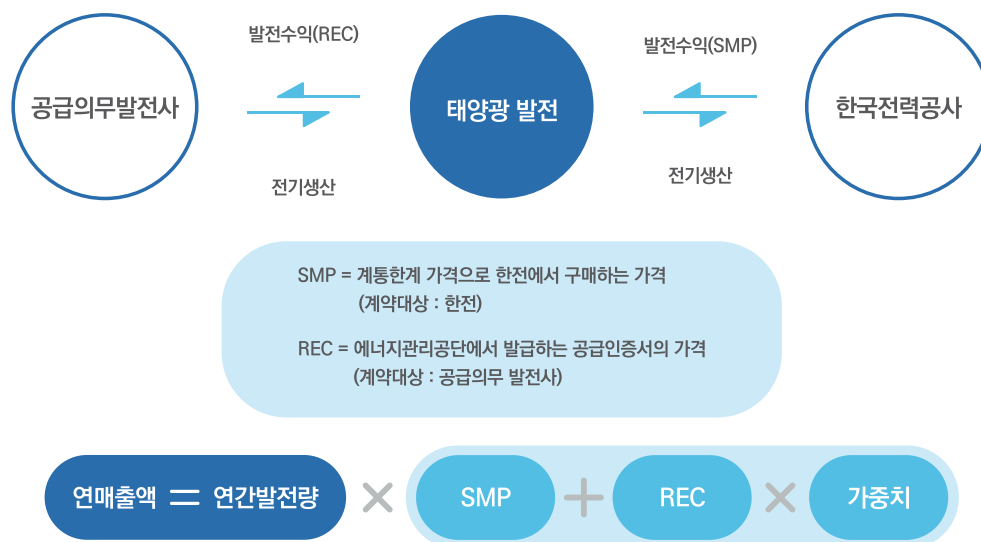 발전수익(REC)
발전수익(SMP)
공급의무발전사
태양광 발전
한국전력공사
전기생산
전기생산
SMP = 계통한계 가격으로 한전에서 구매하는 가격
(계약대상 : 한전)
REC = 에너지관리공단에서 발급하는 공급인증서의 가격
(계약대상 : 공급의무 발전사)
연매출액 = 연간발전량 × SMP + REC × 가중치